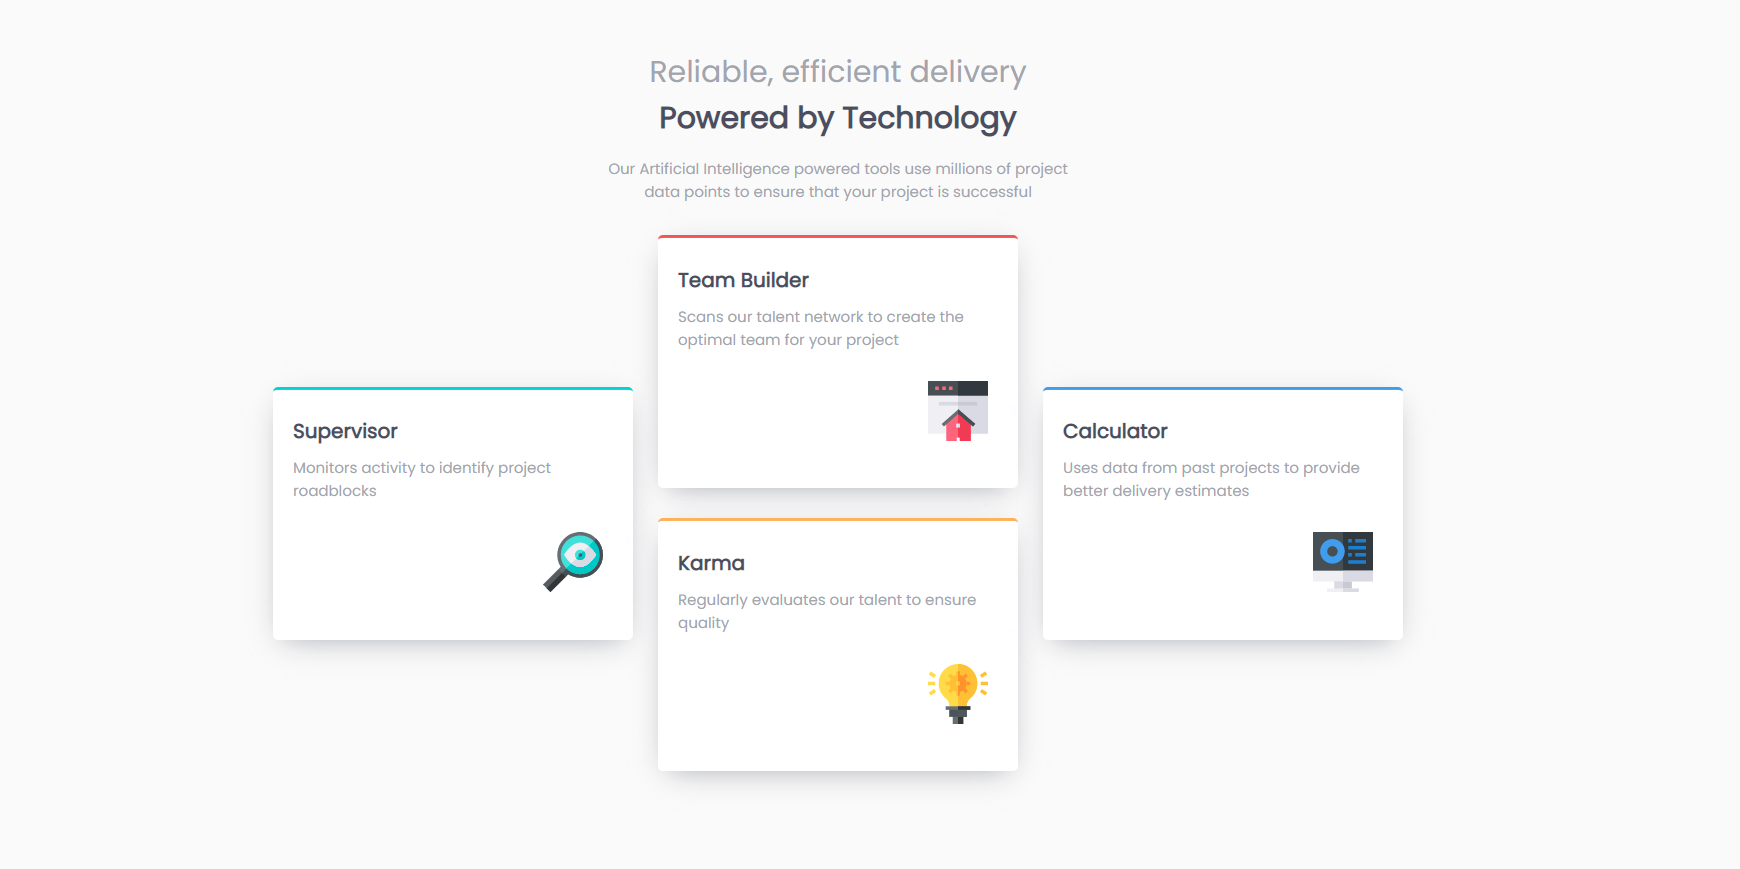 Reliable, efficient delivery
Powered by Technology
Our Artificial Intelligence powered tools use millions of project
data points to ensure that your project is successful
Team Builder
Scans our talent network to create the
optimal team for your project
Supervisor
Monitors activity to identify project
roadblocks
Calculator
Uses data from past projects to provide
better delivery estimates
Karma
Regularly evaluates our talent to ensure
quality